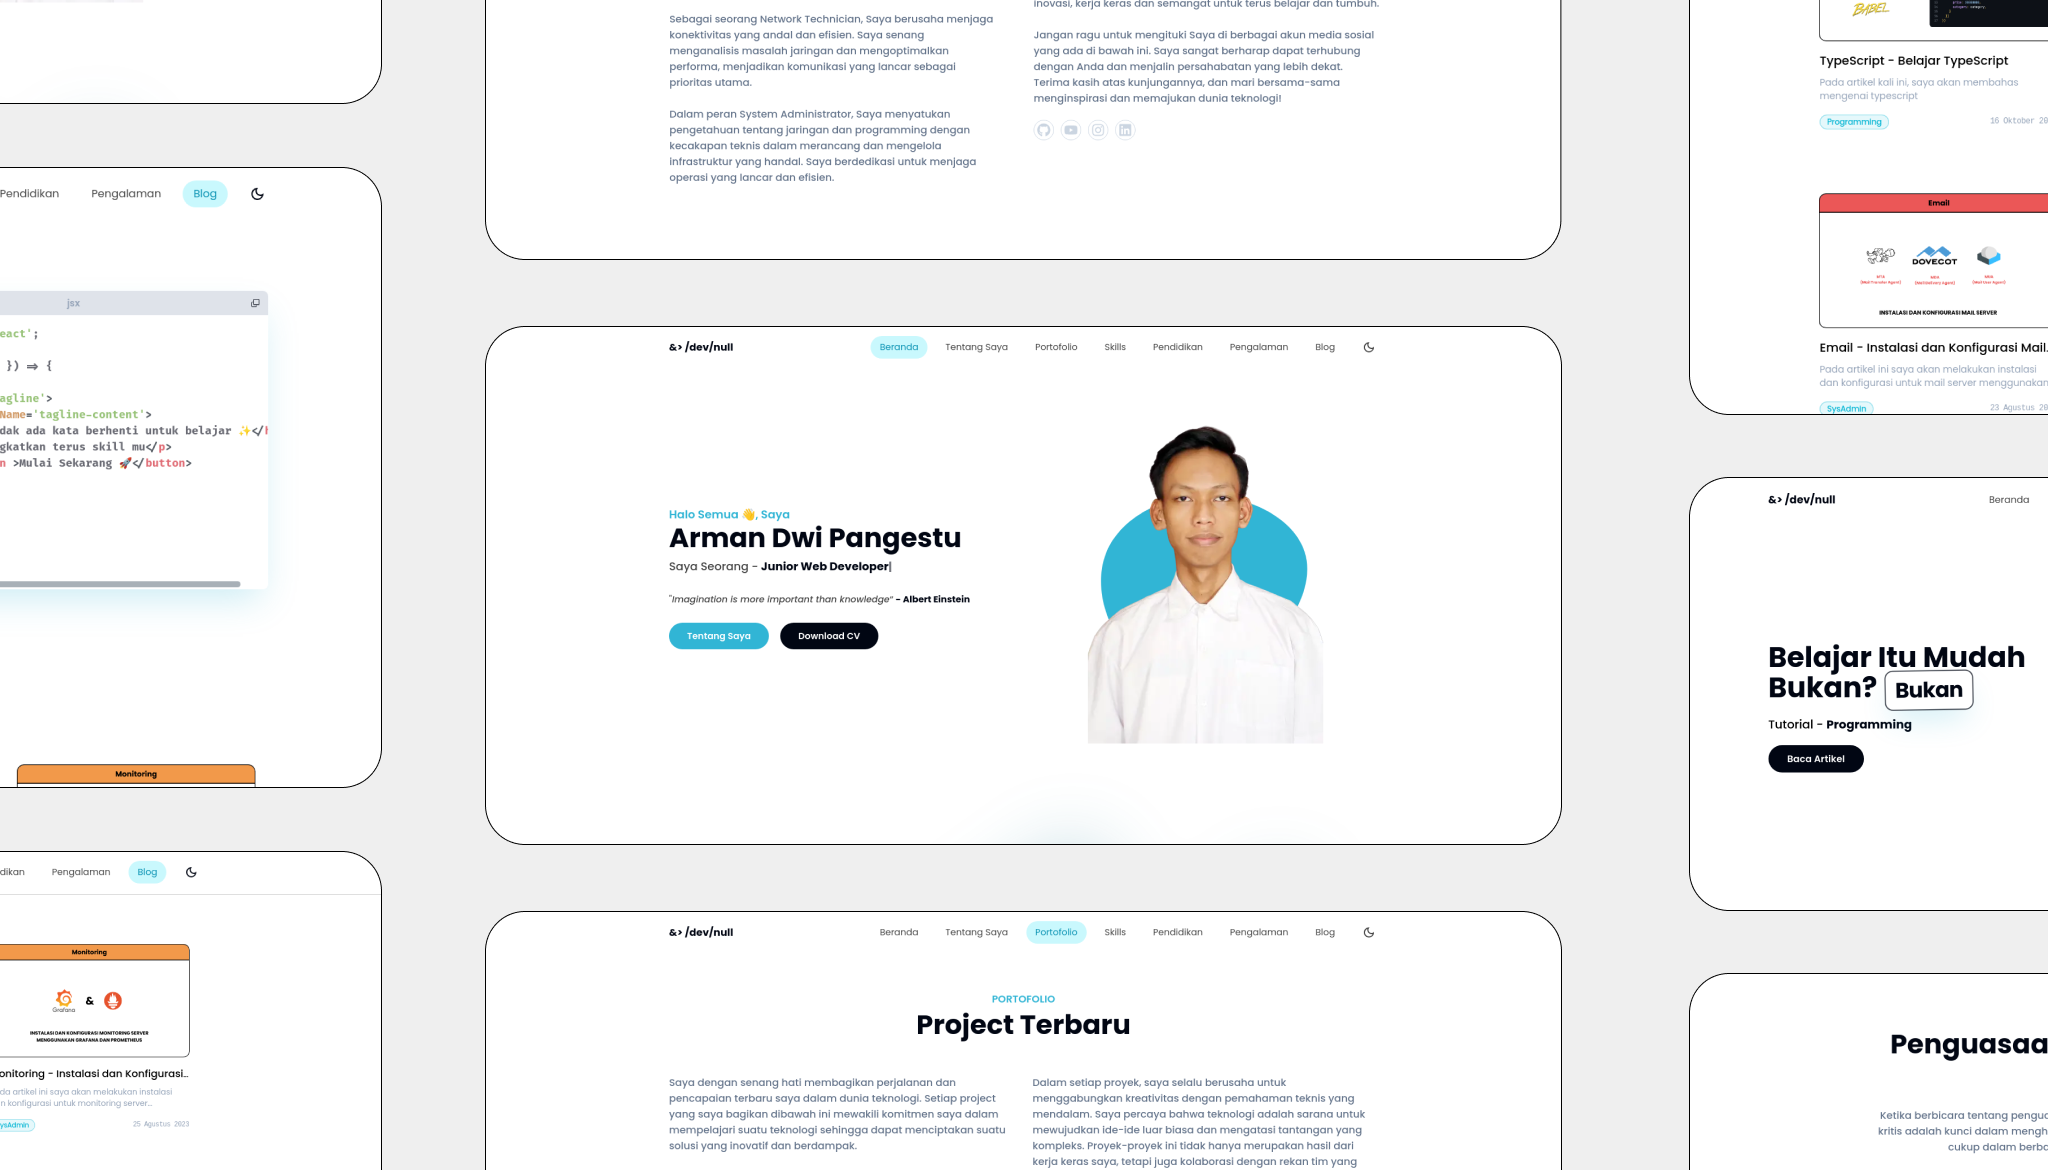 Pendidikan
Pengalaman
Blog
jsx
eact';
}) => {
agline'>
Name='tagline-content'>
dak ada kata berhenti untuk belajar ✨</h
gkatkan terus skill mu</p>
n >Mulai Sekarang 🚀</button>
Monitoring
dikan
Pengalaman
Blog
Monitoring
Grafana
&
INSTALASI DAN KONFIGURASI MONITORING SERVER
MENGGUNAKAN GRAFANA DAN PROMETHEUS
onitoring - Instalasi dan Konfigurasi..
da artikel ini saya akan melakukan instalasi
n konfigurasi untuk monitoring server...
ysAdmin
25 Agustus 2023
Sebagai seorang Network Technician, Saya berusaha menjaga
konektivitas yang andal dan efisien. Saya senang
menganalisis masalah jaringan dan mengoptimalkan
performa, menjadikan komunikasi yang lancar sebagai
prioritas utama.
Dalam peran System Administrator, Saya menyatukan
pengetahuan tentang jaringan dan programming dengan
kecakapan teknis dalam merancang dan mengelola
infrastruktur yang handal. Saya berdedikasi untuk menjaga
operasi yang lancar dan efisien.
inovasi, kerja keras dan semangat untuk terus belajar dan tumbuh.
Jangan ragu untuk mengituki Saya di berbagai akun media sosial
yang ada di bawah ini. Saya sangat berharap dapat terhubung
dengan Anda dan menjalin persahabatan yang lebih dekat.
Terima kasih atas kunjungannya, dan mari bersama-sama
menginspirasi dan memajukan dunia teknologi!
&> /dev/null
Beranda
Tentang Saya
Portofolio
Skills
Pendidikan
Pengalaman
Blog
Halo Semua 👋, Saya
Arman Dwi Pangestu
Saya Seorang - Junior Web Developer|
"Imagination is more important than knowledge" - Albert Einstein
Tentang Saya
Download CV
&> /dev/null
Beranda
Tentang Saya
Portofolio
Skills
Pendidikan
Pengalaman
Blog
PORTOFOLIO
Project Terbaru
Saya dengan senang hati membagikan perjalanan dan
pencapaian terbaru saya dalam dunia teknologi. Setiap project
yang saya bagikan dibawah ini mewakili komitmen saya dalam
mempelajari suatu teknologi sehingga dapat menciptakan suatu
solusi yang inovatif dan berdampak.
Dalam setiap proyek, saya selalu berusaha untuk
menggabungkan kreativitas dengan pemahaman teknis yang
mendalam. Saya percaya bahwa teknologi adalah sarana untuk
mewujudkan ide-ide luar biasa dan mengatasi tantangan yang
kompleks. Proyek-proyek ini tidak hanya merupakan hasil dari
kerja keras saya, tetapi juga kolaborasi dengan rekan tim yang
BABEL
TypeScript - Belajar TypeScript
Pada artikel kali ini, saya akan membahas
mengenai typescript
Programming
16 Oktober 20
Email
DOVECOT
INSTALASI DAN KONFIGURASI MAIL SERVER
Email - Instalasi dan Konfigurasi Mail.
Pada artikel ini saya akan melakukan instalasi
dan konfigurasi untuk mail server menggunakan
SysAdmin
23 Agustus 20
&> /dev/null
Beranda
Belajar Itu Mudah
Bukan? Bukan
Tutorial - Programming
Baca Artikel
Penguasaa
Ketika berbicara tentang pengua
kritis adalah kunci dalam mengh
cukup dalam berba